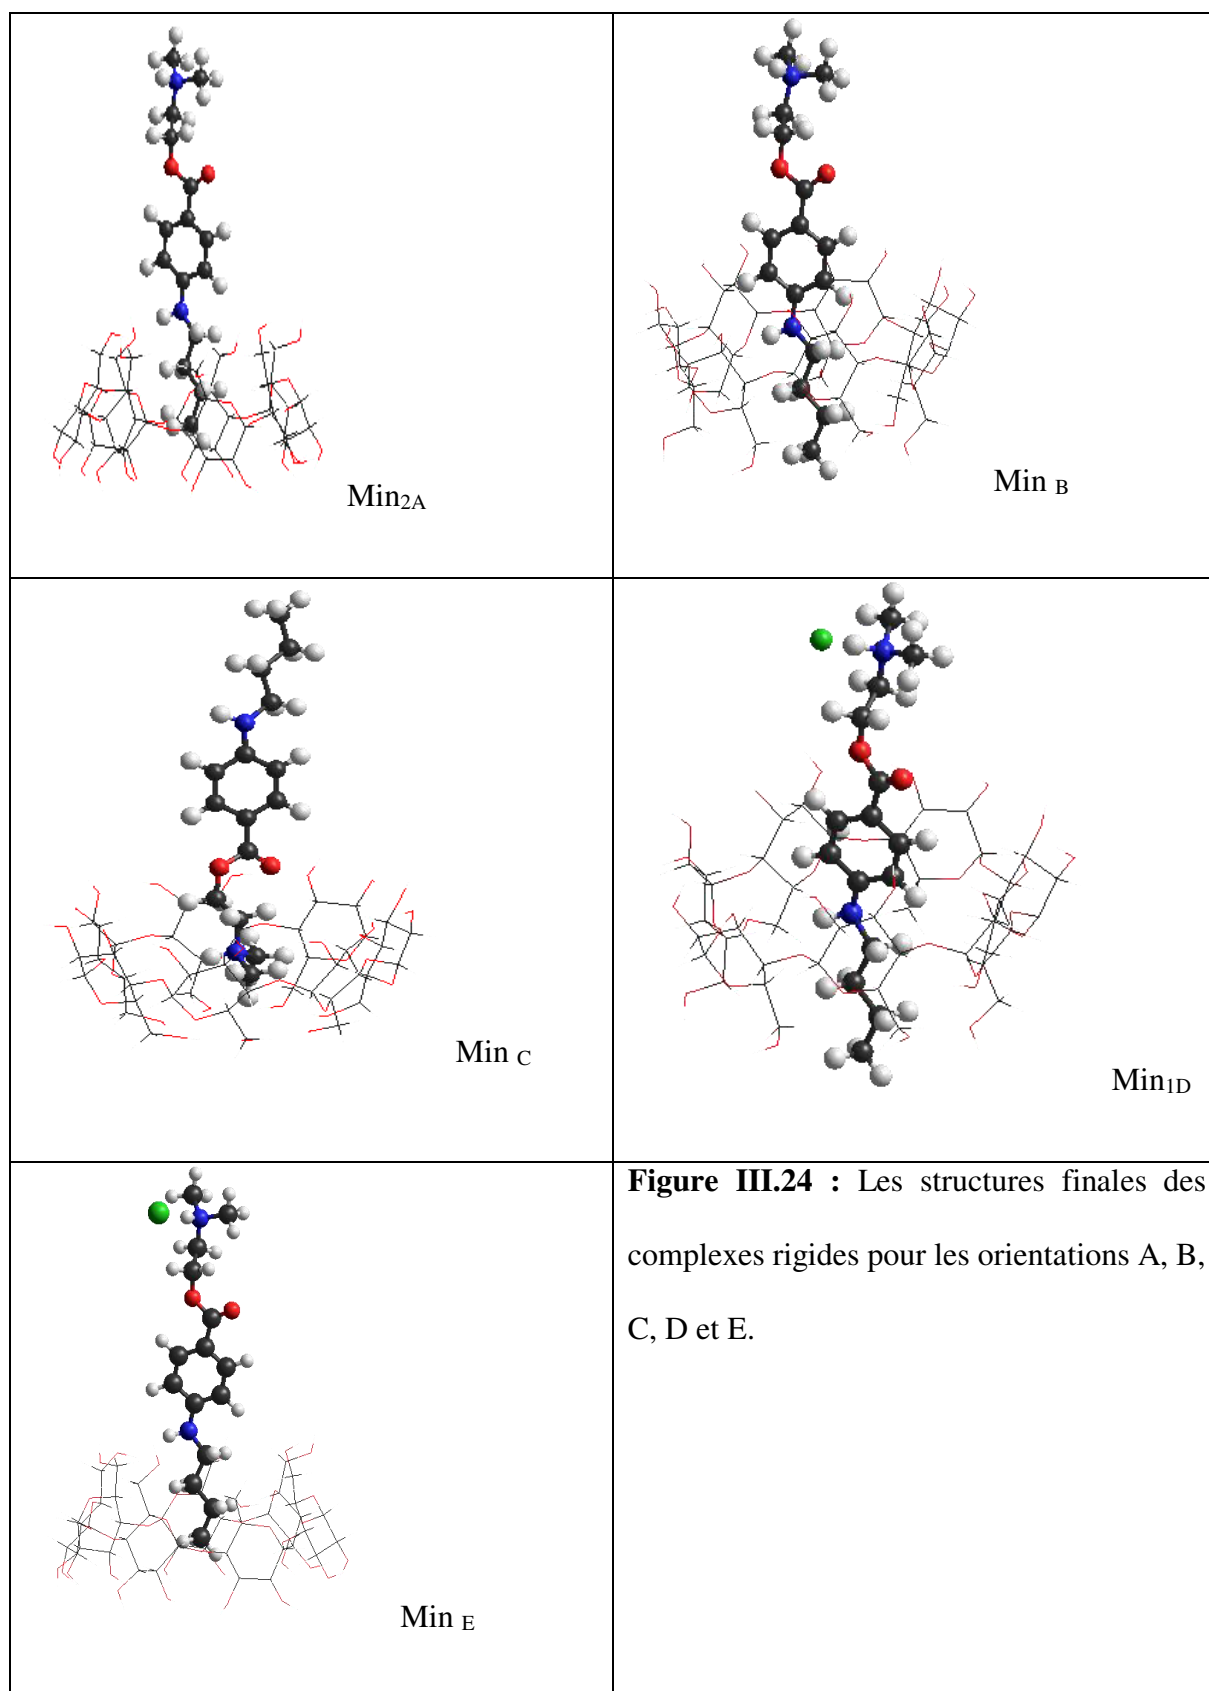 Min2A
Min B
Min C
Min1D
Min E
Figure III.24 : Les structures finales des
complexes rigides pour les orientations A, B,
C, D et E.